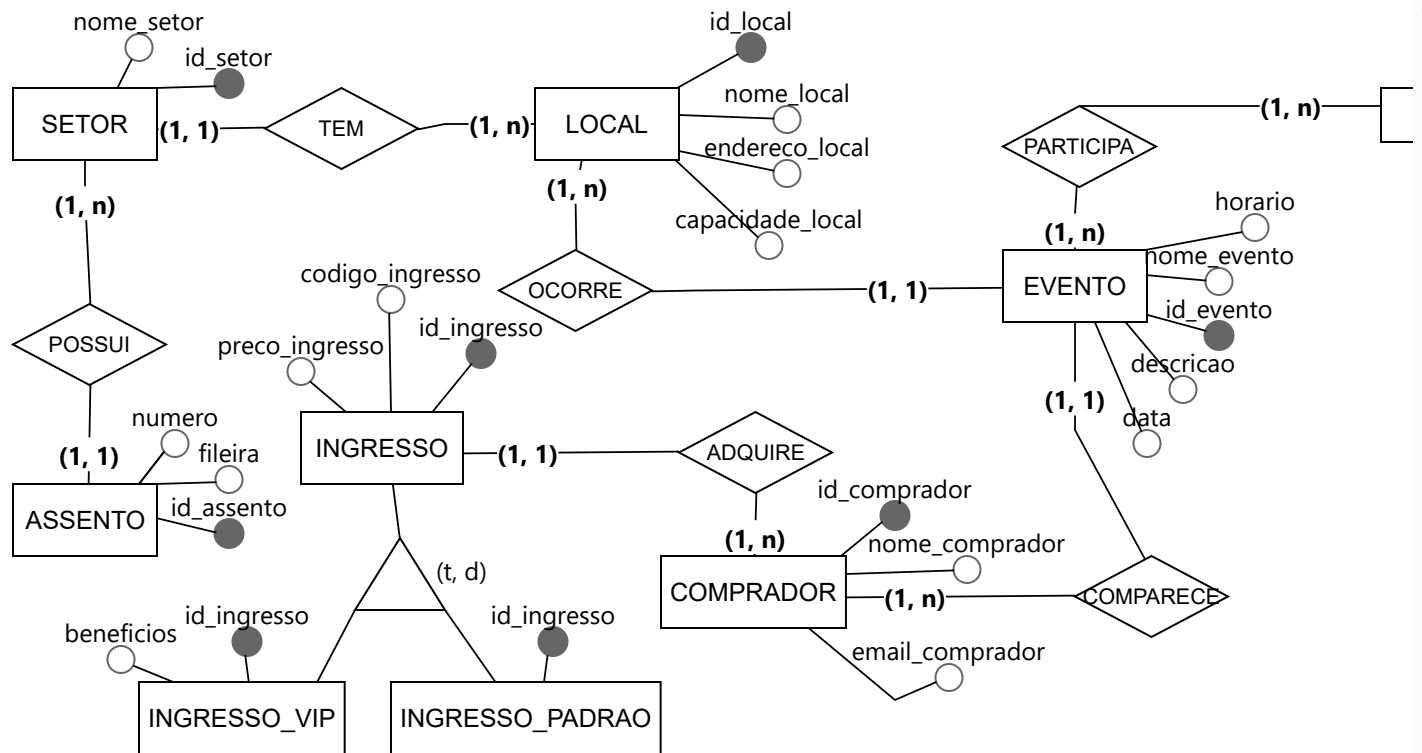 nome_setor
id_setor
SETOR
(1, 1)
TEM
(1, n)
LOCAL
id_local
nome_local
endereco_local
capacidade_local
(1, n)
PARTICIPA
(1, n)
(1, n)
OCORRE
(1, 1)
EVENTO
horario
nome_evento
id_evento
descricao
data
(1, n)
POSSUI
(1, 1)
ASSENTO
numero
fileira
id_assento
codigo_ingresso
id_ingresso
preco_ingresso
INGRESSO
(1, 1)
ADQUIRE
(1, n)
(1, 1)
COMPARECE
(1, n)
COMPRADOR
id_comprador
nome_comprador
email_comprador
(t, d)
beneficios
id_ingresso
INGRESSO_VIP
id_ingresso
INGRESSO_PADRAO